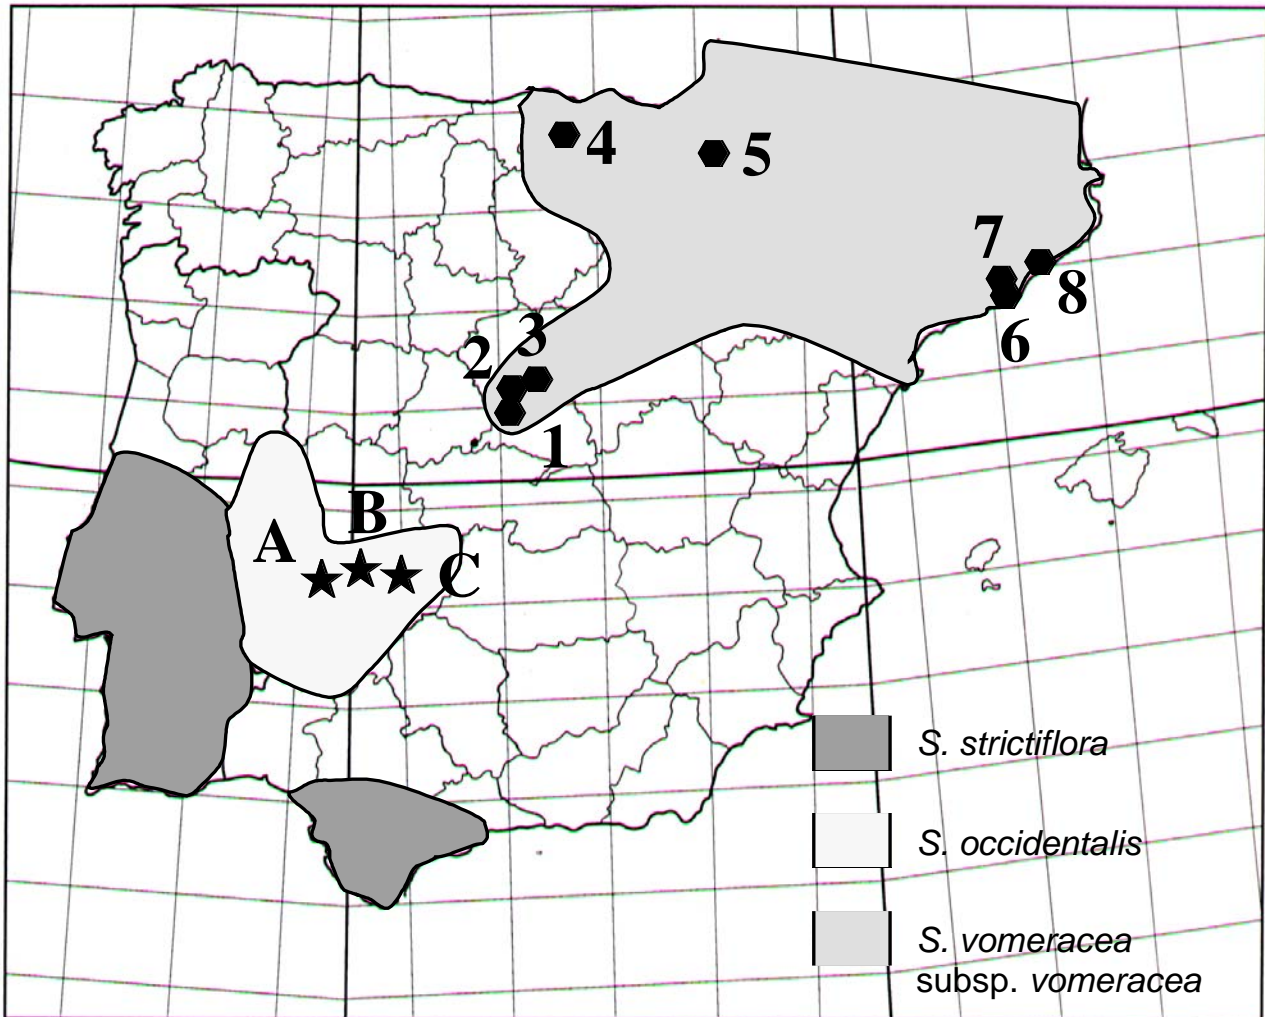 4
5
7
8
6
3
2
1
B
A
C
S. strictiflora
S. occidentalis
S. vomeracea
subsp. vomeracea